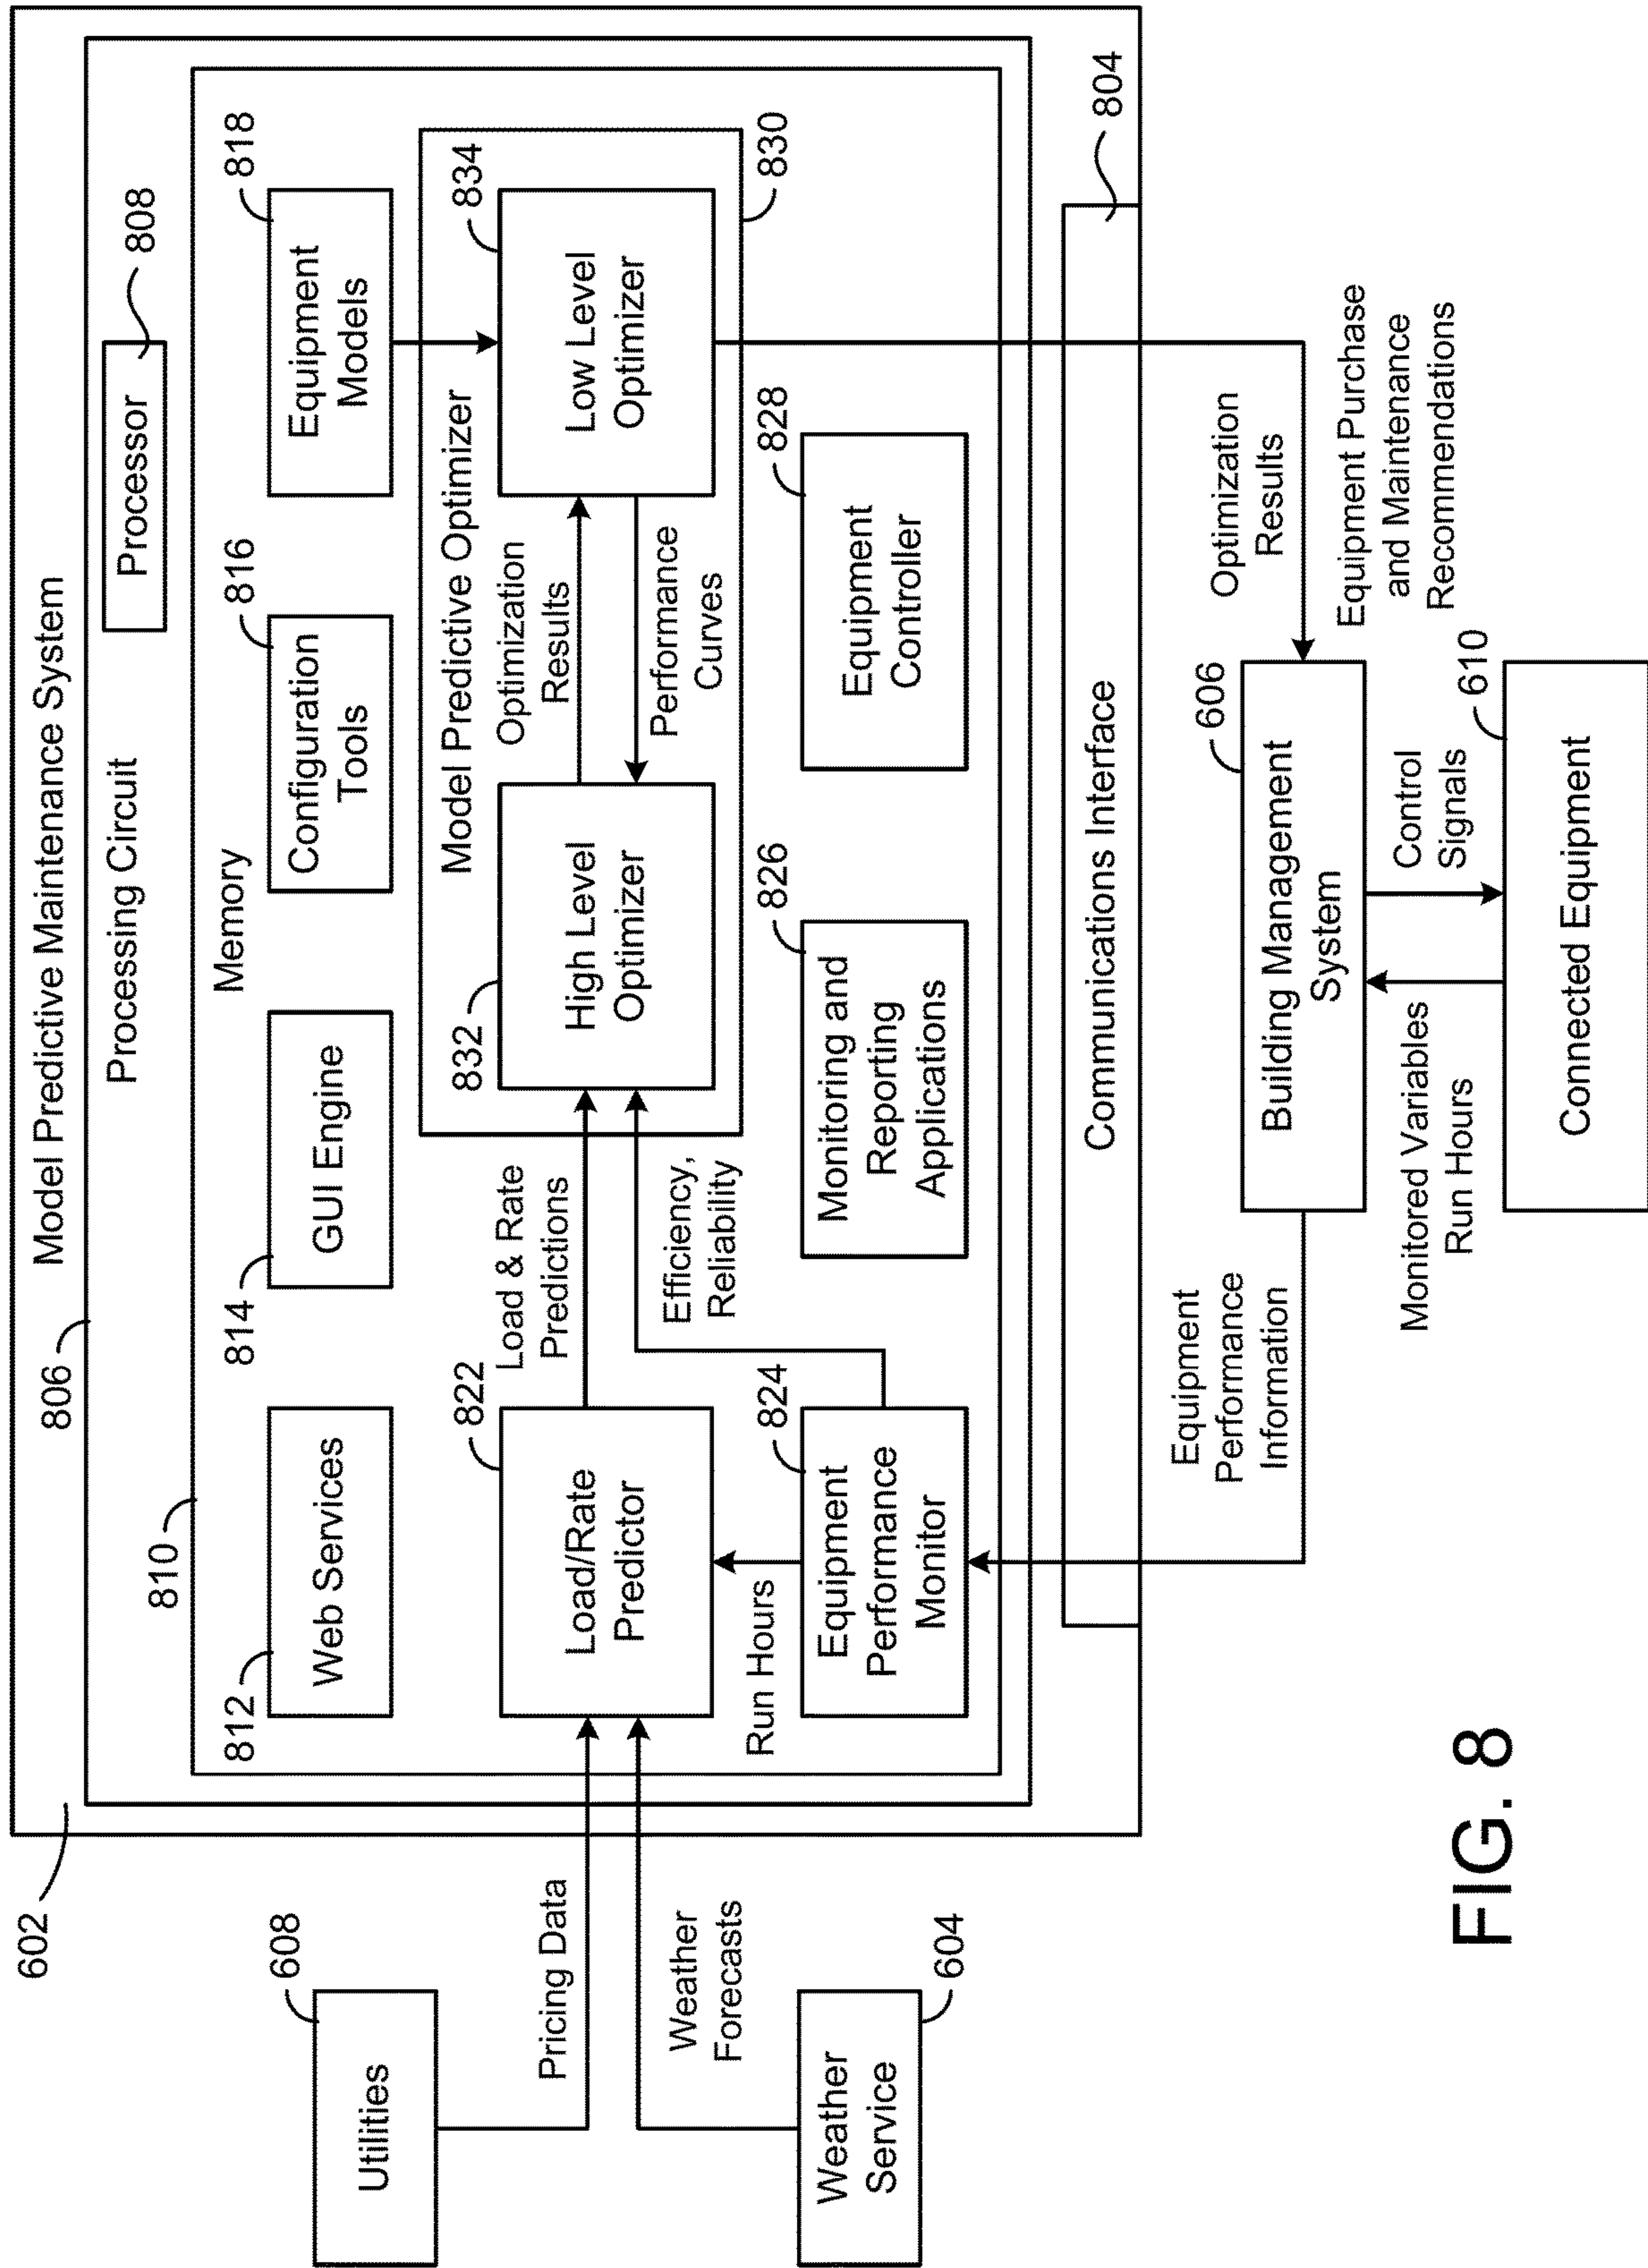 602
Model Predictive Maintenance System
806
Processing Circuit
Processor
808
810
Memory
812
Web Services
814
GUI Engine
816
Configuration
Tools
818
Equipment
Models
608
Utilities
Pricing Data
822
Load/Rate
Predictor
Load & Rate
Predictions
Model Predictive Optimizer
832
High Level
Optimizer
Optimization
Results
Performance
Curves
834
Low Level
Optimizer
830
Weather
Forecasts
604
Weather
Service
Run Hours
Efficiency,
Reliability
824
Equipment
Performance
Monitor
826
Monitoring and
Reporting
Applications
828
Equipment
Controller
Communications Interface
804
Equipment
Performance
Information
606
Building Management
System
Optimization
Results
Equipment Purchase
and Maintenance
Recommendations
Monitored Variables
Run Hours
Control
Signals
610
Connected Equipment
FIG. 8